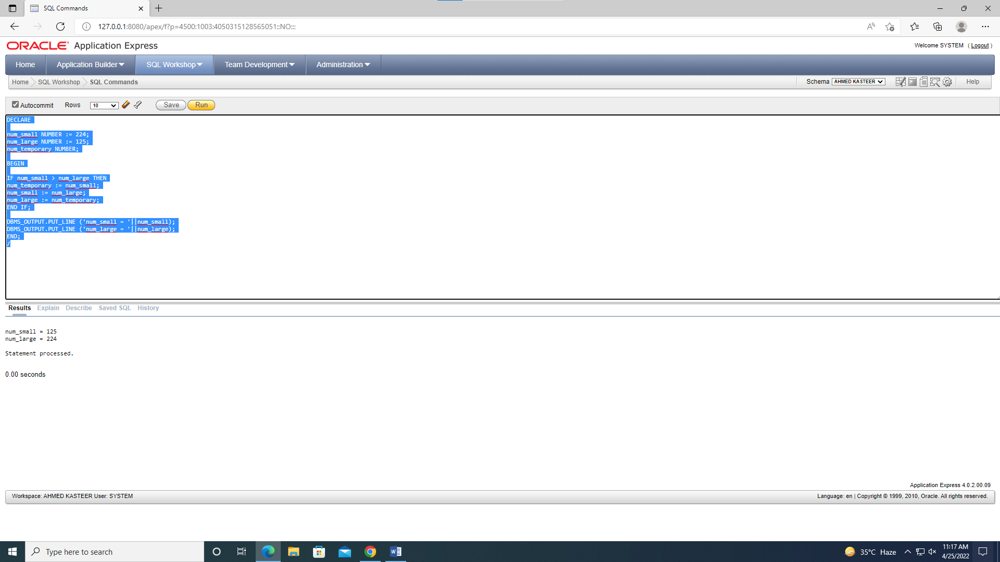 SQL Commands
127.0.0.1:8080/apex/f?p=4500:1003:4050315128565051::NO:::
ORACLE Application Express
Welcome SYSTEM ( Logout )
Home Application Builder SQL Workshop Team Development Administration
Home SQL Workshop SQL Commands Schema AHMED KASTEER Help
Autocommit Rows 10 Save Run
DECLARE
num_small NUMBER := 224;
num_large NUMBER := 125;
num_temporary NUMBER;
BEGIN
IF num_small > num_large THEN
num_temporary := num_small;
num_small := num_large;
num_large := num_temporary;
END IF;
DBMS_OUTPUT.PUT_LINE ('num_small = '||num_small);
DBMS_OUTPUT.PUT_LINE ('num_large = '||num_large);
END;
/
Results Explain Describe Saved SQL History
num_small = 125
num_large = 224
Statement processed.
0.00 seconds
Application Express 4.0.2.00.09
Workspace: AHMED KASTEER User: SYSTEM
Language: en | Copyright © 1999, 2010, Oracle. All rights reserved.
Type here to search
35°C Haze
11:17 AM
4/25/2022